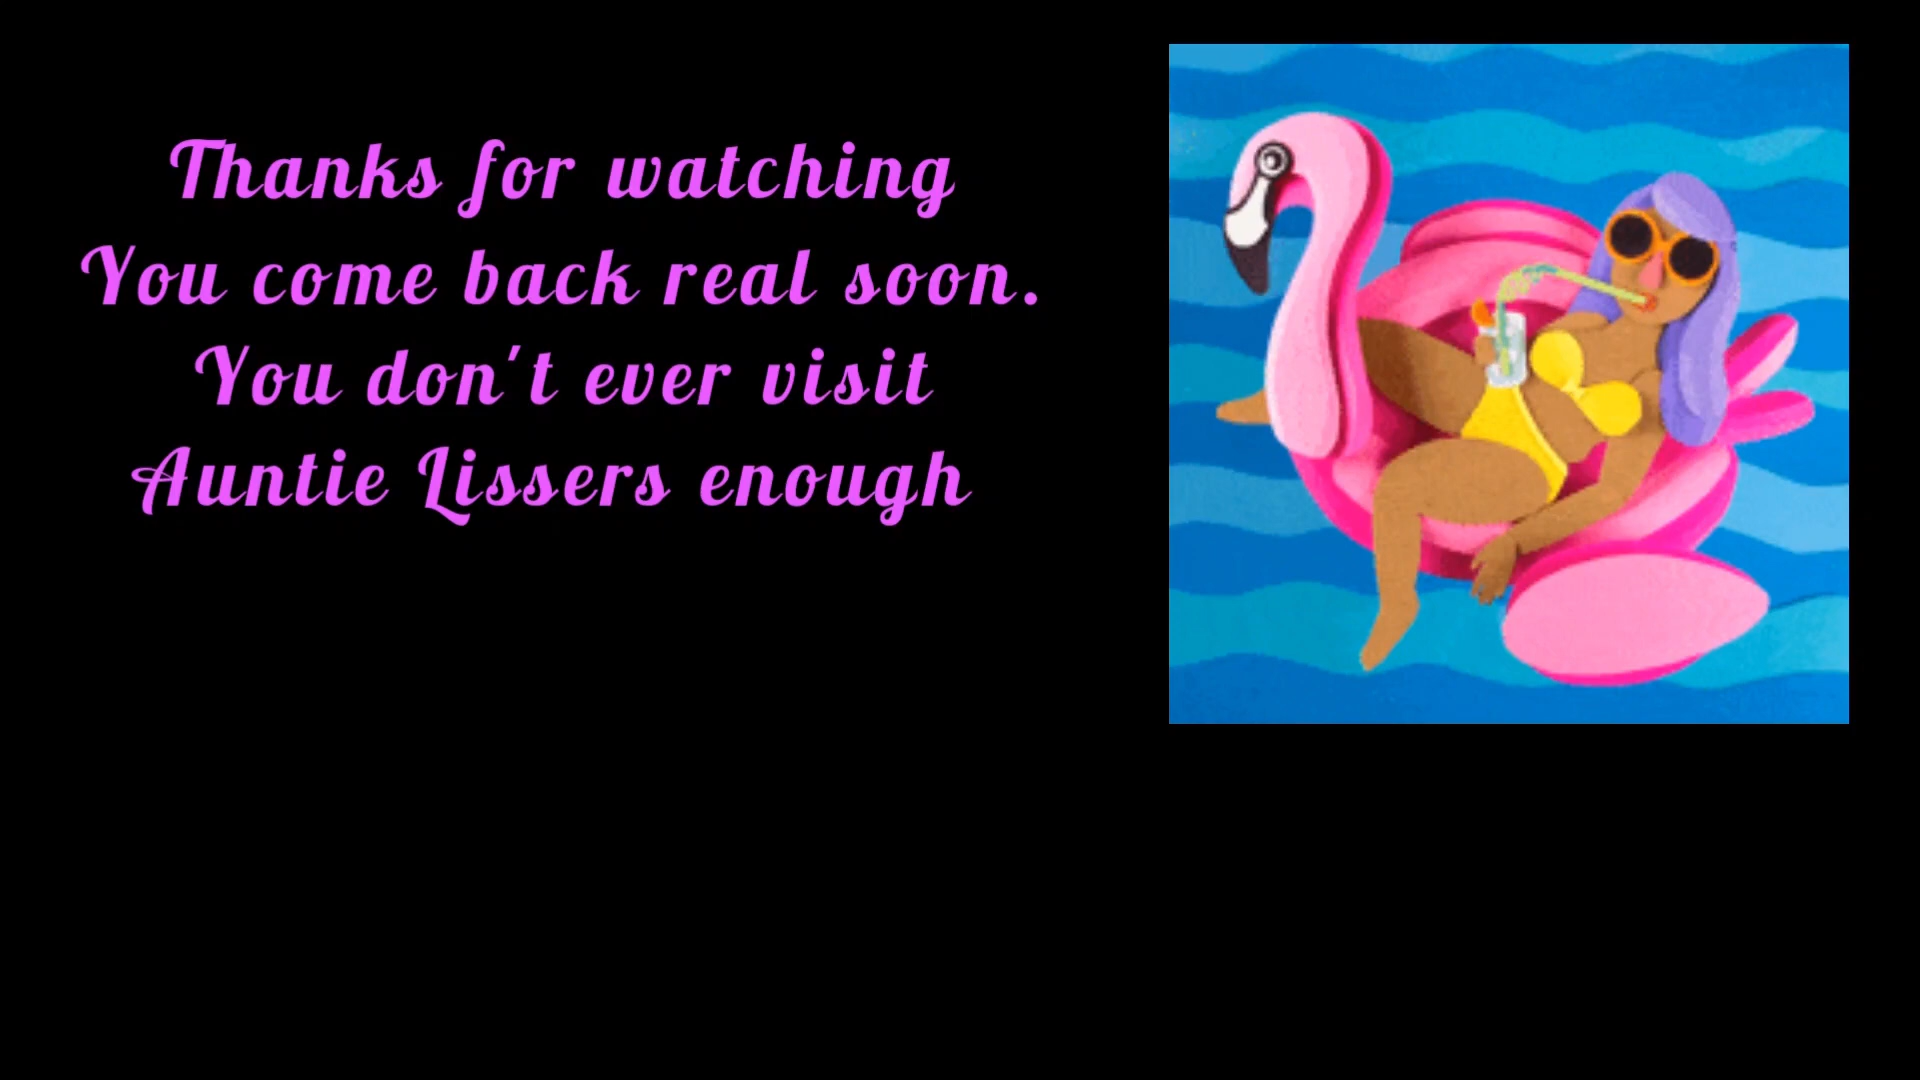 Thanks for watching
You come back real soon.
You don't ever visit
Auntie Lissers enough